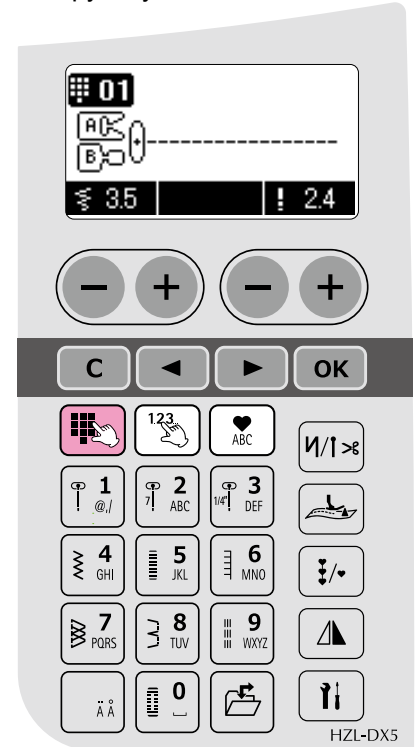 01
A
B
3.5 2.4
- + - +
C OK
123 ABC
1 @,/ 7 2 ABC 1/4" 3 DEF
4 GHI 5 JKL 6 MNO
7 PQRS 8 TUV 9 WXYZ
Ä Å 0
HZL-DX5